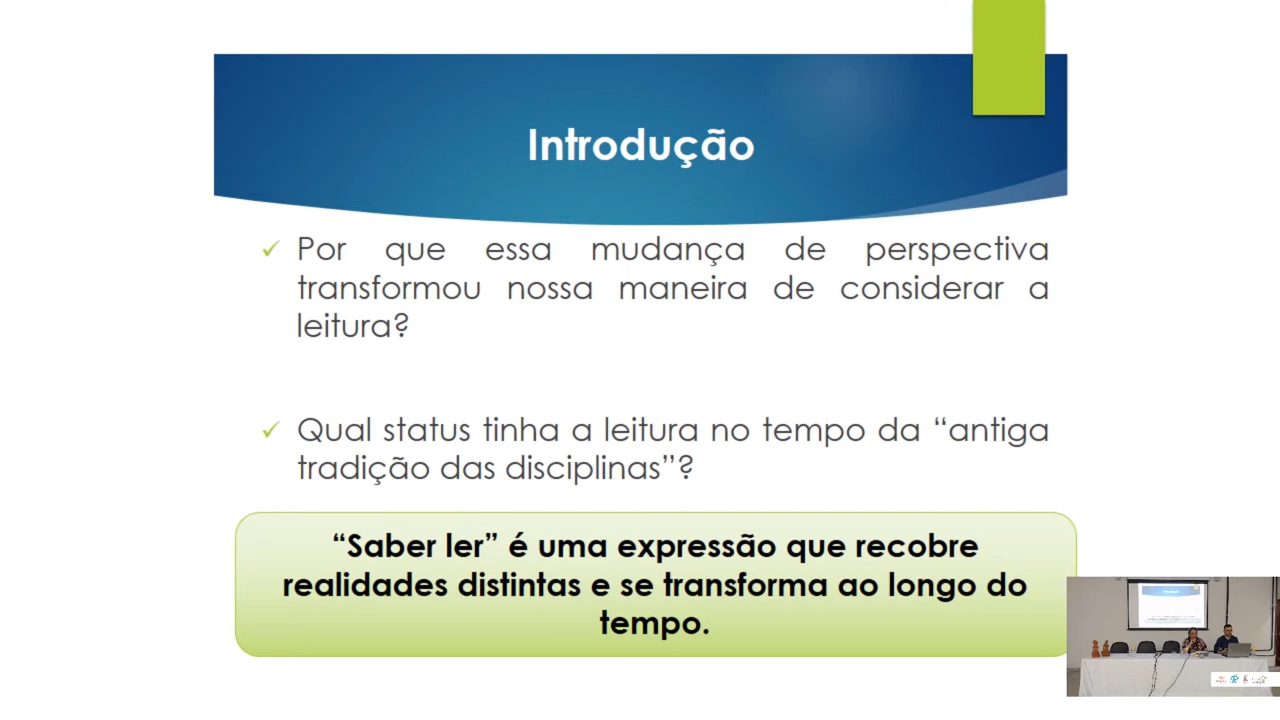 Introdução
Por que essa mudança de perspectiva
transformou nossa maneira de considerar a
leitura?
Qual status tinha a leitura no tempo da “antiga
tradição das disciplinas”?
“Saber ler” é uma expressão que recobre
realidades distintas e se transforma ao longo do
tempo.